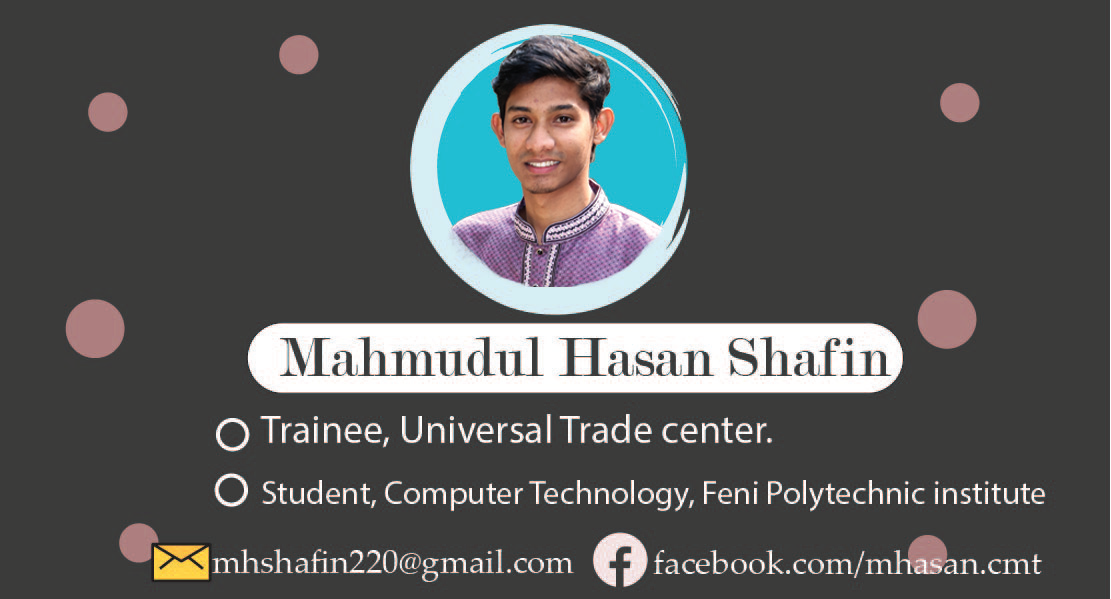 Mahmudul Hasan Shafin
Trainee, Universal Trade center.
Student, Computer Technology, Feni Polytechnic institute
mhshafin220@gmail.com facebook.com/mhasan.cmt